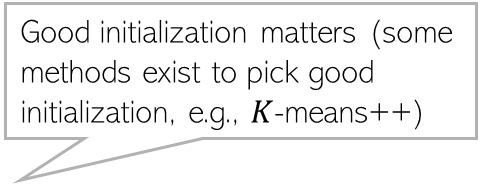 Good initialization matters (some
methods exist to pick good
initialization, e.g., K-means++)